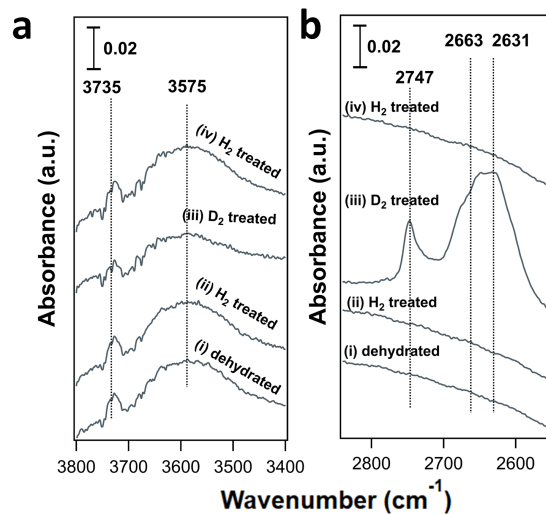 a
0.02
3735
3575
(iv) H2 treated
(iii) D2 treated
(ii) H2 treated
(i) dehydrated
Absorbance (a.u.)
3800
3700
3600
3500
3400
b
0.02
2663
2631
2747
(iv) H2 treated
(iii) D2 treated
(ii) H2 treated
(i) dehydrated
Absorbance (a.u.)
2800
2700
2600
Wavenumber (cm-1)